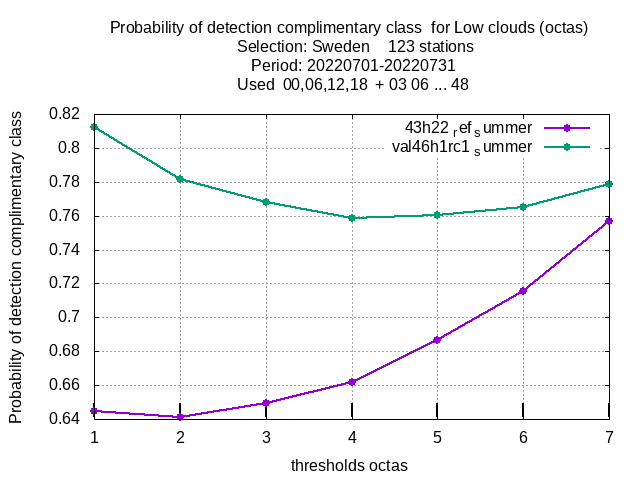 Probability of detection complimentary class  for Low clouds (octas)
Selection: Sweden    123 stations
Period: 20220701-20220731
Used  00,06,12,18  + 03 06 ... 48
43h22 ref summer
val46h1rc1 summer
Probability of detection complimentary class
0.82
0.8
0.78
0.76
0.74
0.72
0.7
0.68
0.66
0.64
1 2 3 4 5 6 7
thresholds octas